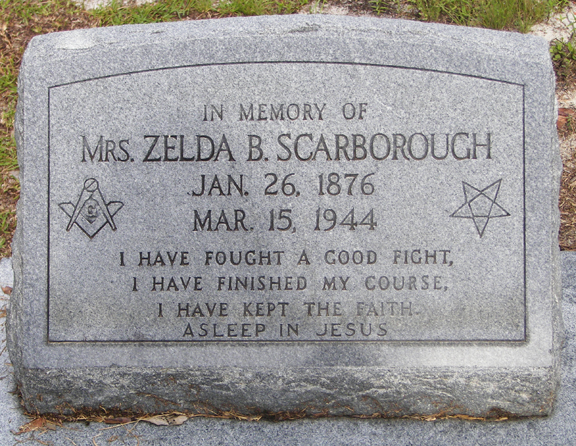 IN MEMORY OF
MRS. ZELDA B. SCARBOROUGH
JAN. 26, 1876
MAR. 15, 1944
I HAVE FOUGHT A GOOD FIGHT,
I HAVE FINISHED MY COURSE,
I HAVE KEPT THE FAITH.
ASLEEP IN JESUS